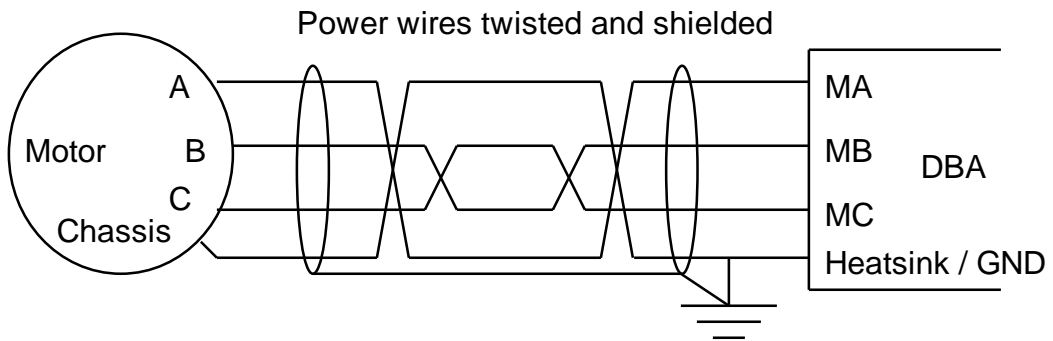 Power wires twisted and shielded
A
MA
Motor
B
MB
DBA
C
MC
Chassis
Heatsink / GND